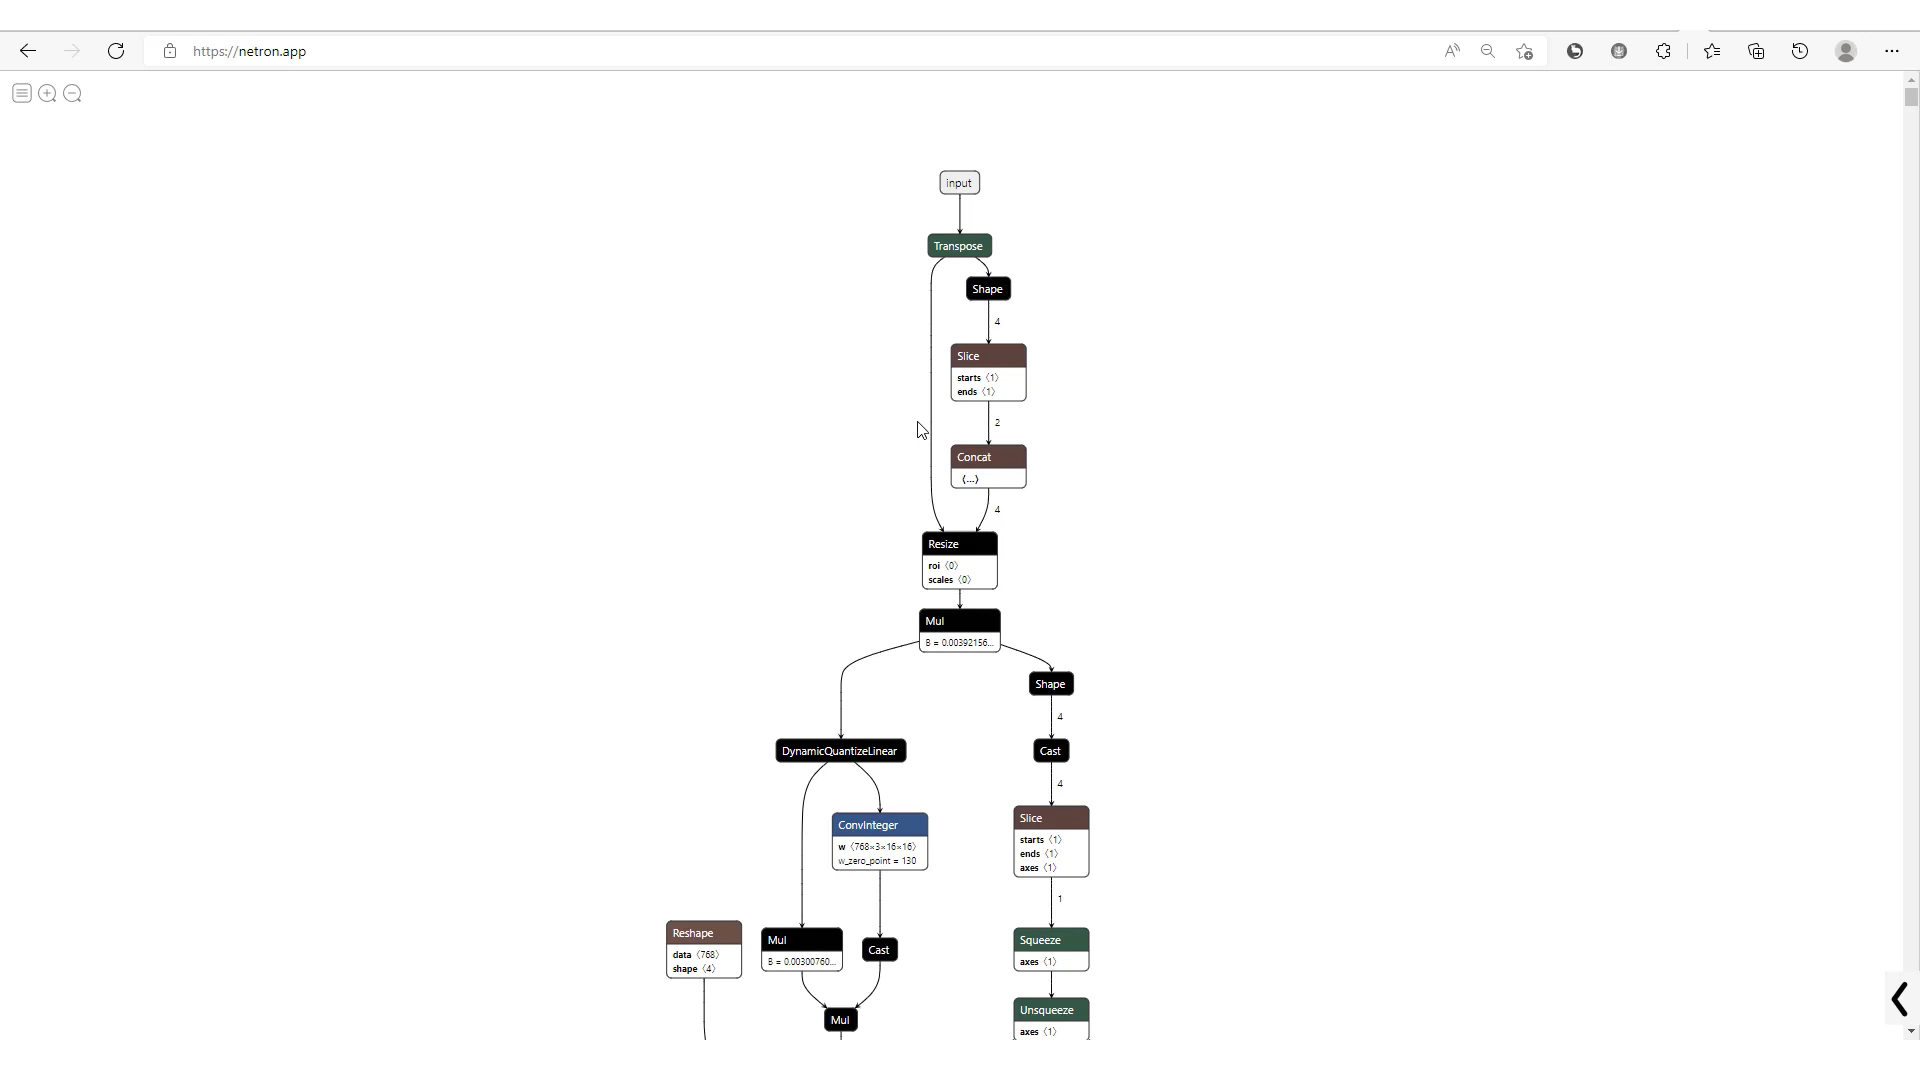 https://netron.app
input
Transpose
Shape
4
Slice
starts 〈1〉
ends 〈1〉
2
Concat
〈...〉
4
Resize
roi 〈0〉
scales 〈0〉
Mul
B = 0.00392156...
Shape
4
DynamicQuantizeLinear
Cast
4
Slice
starts 〈1〉
ends 〈1〉
axes 〈1〉
ConvInteger
w 〈768×3×16×16〉
w_zero_point = 130
1
Reshape
data 〈768〉
shape 〈4〉
Mul
B = 0.00300760...
Cast
Squeeze
axes 〈1〉
Mul
Unsqueeze
axes 〈1〉